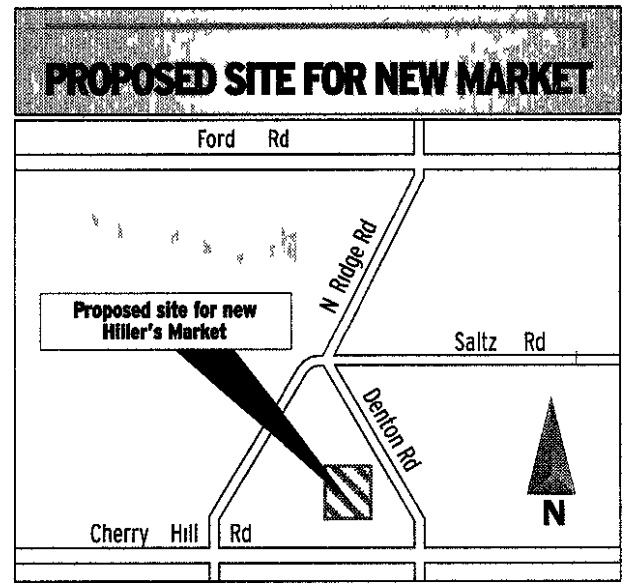 PROPOSED SITE FOR NEW MARKET
Ford Rd
N Ridge Rd
Proposed site for new
Hiller's Market
Saltz Rd
Denton Rd
N
Cherry Hill Rd